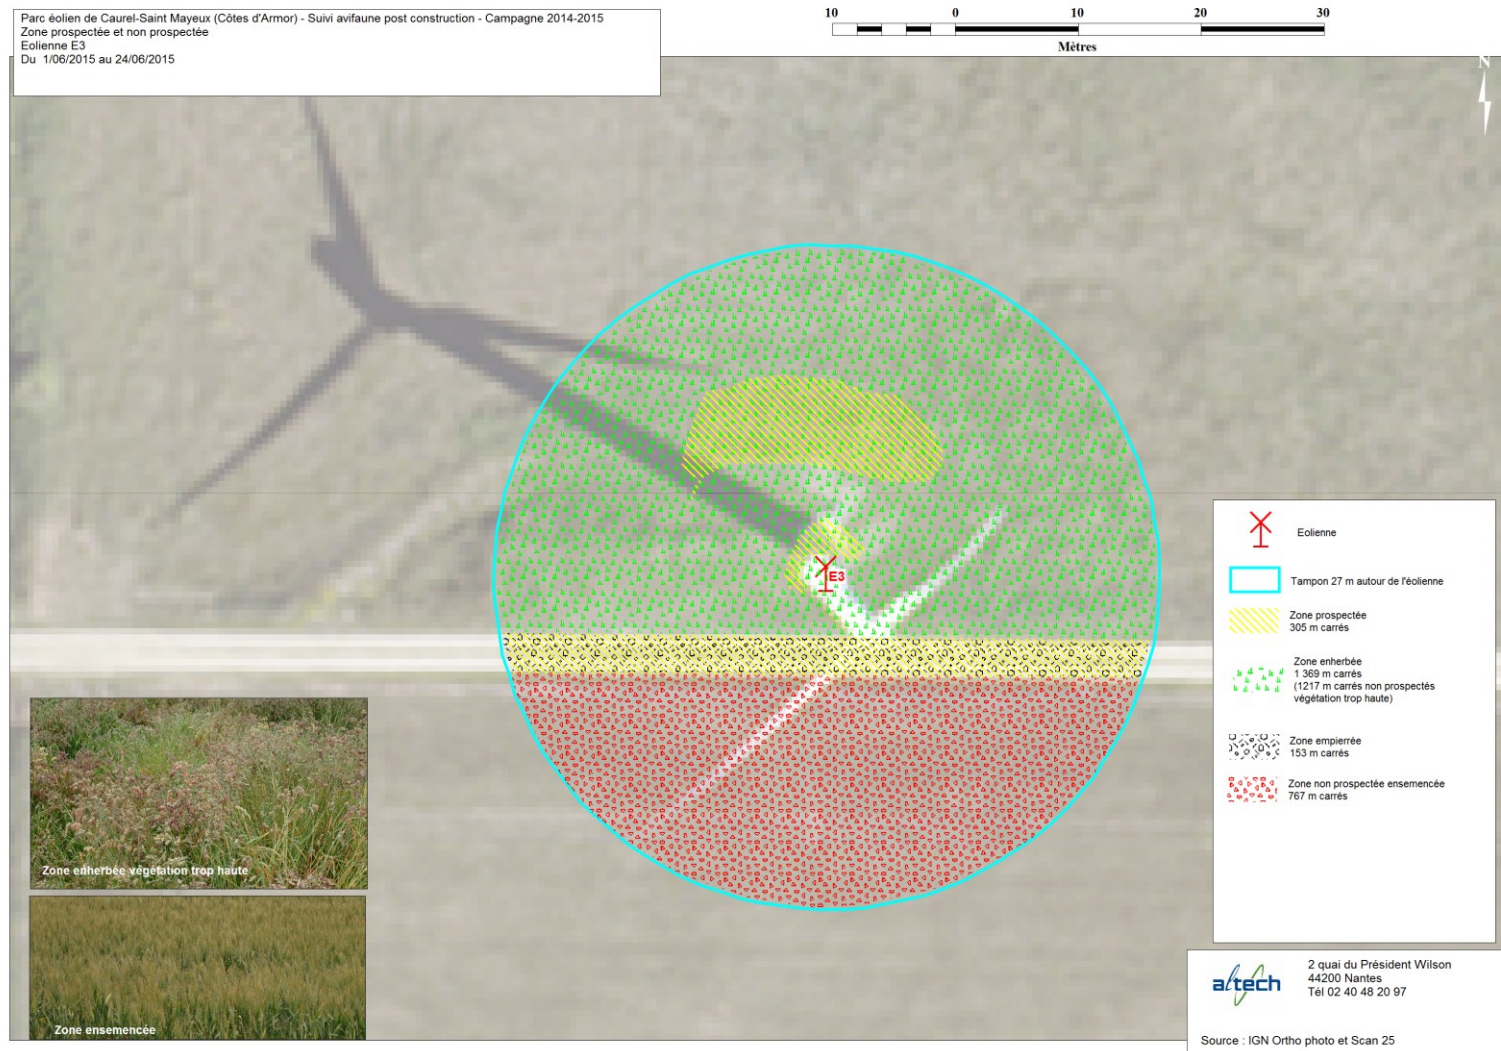 Parc éolien de Caurel-Saint Mayeux (Côtes d'Armor) - Suivi avifaune post construction - Campagne 2014-2015
Zone prospectée et non prospectée
Eolienne E3
Du 1/06/2015 au 24/06/2015
10 0 10 20 30
Mètres
N
E3
Eolienne
Tampon 27 m autour de l'éolienne
Zone prospectée
305 m carrés
Zone enherbée
1 369 m carrés
(1217 m carrés non prospectés
végétation trop haute)
Zone empierrée
153 m carrés
Zone non prospectée ensemencée
767 m carrés
Zone enherbée végétation trop haute
Zone ensemencée
altech
2 quai du Président Wilson
44200 Nantes
Tél 02 40 48 20 97
Source : IGN Ortho photo et Scan 25